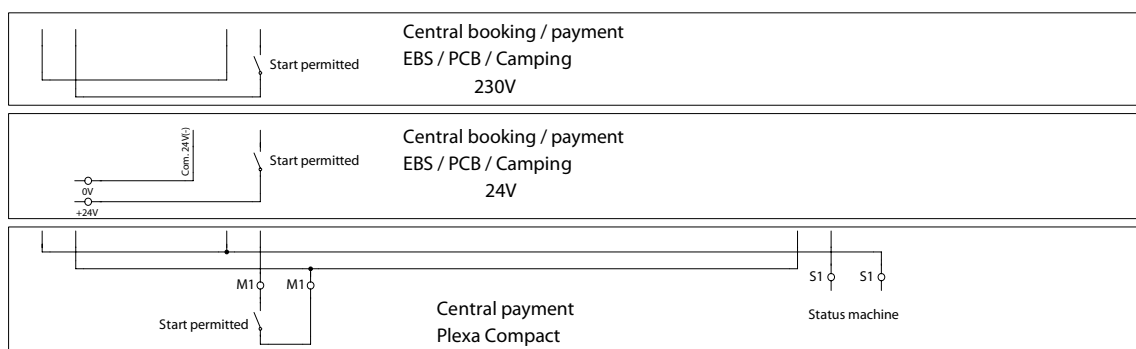 Central booking / payment
EBS / PCB / Camping
230V
Start permitted
Central booking / payment
EBS / PCB / Camping
24V
Com. 24V(-)
Start permitted
0V
+24V
M1 M1
S1 S1
Start permitted
Central payment
Plexa Compact
Status machine